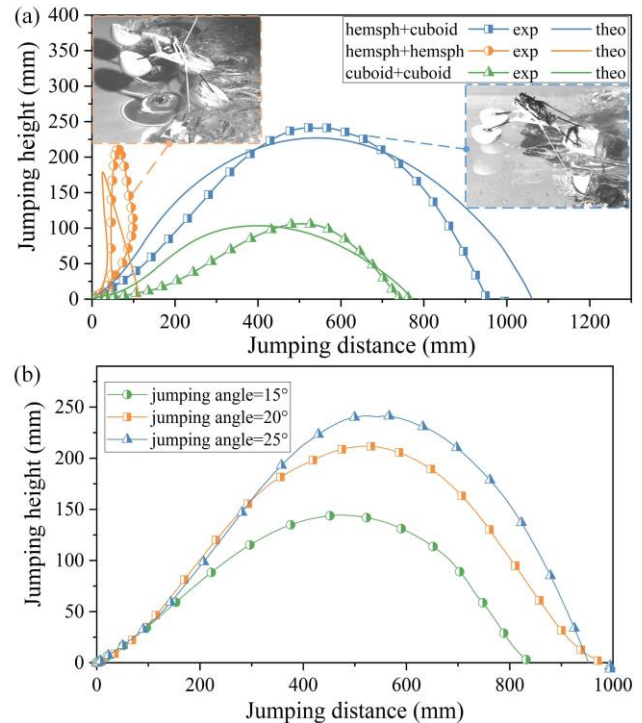 (a)
400
350
300
250
200
150
100
50
0
Jumping height (mm)
hemsph+cuboid exp theo
hemsph+hemsph exp theo
cuboid+cuboid exp theo
0 200 400 600 800 1000 1200
Jumping distance (mm)
(b)
250
200
150
100
50
0
Jumping height (mm)
jumping angle=15°
jumping angle=20°
jumping angle=25°
0 200 400 600 800 1000
Jumping distance (mm)